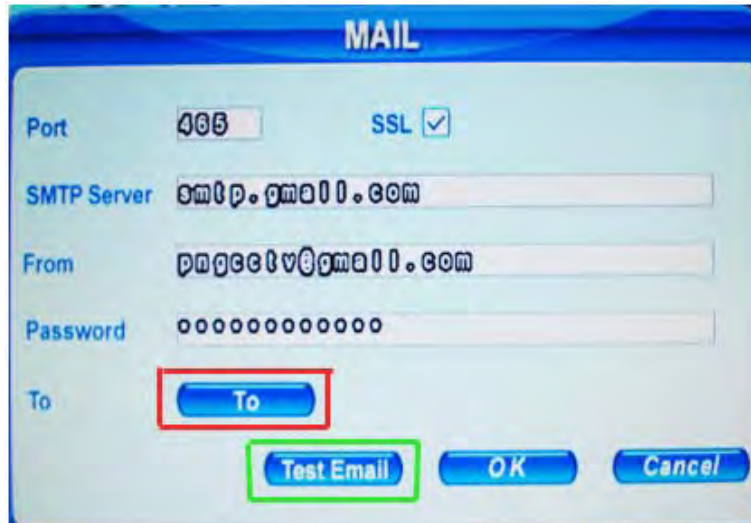 MAIL
Port 465 SSL
SMTP Server smtp.gmail.com
From pngcctv@gmail.com
Password oooooooooooo
To To
Test Email OK Cancel